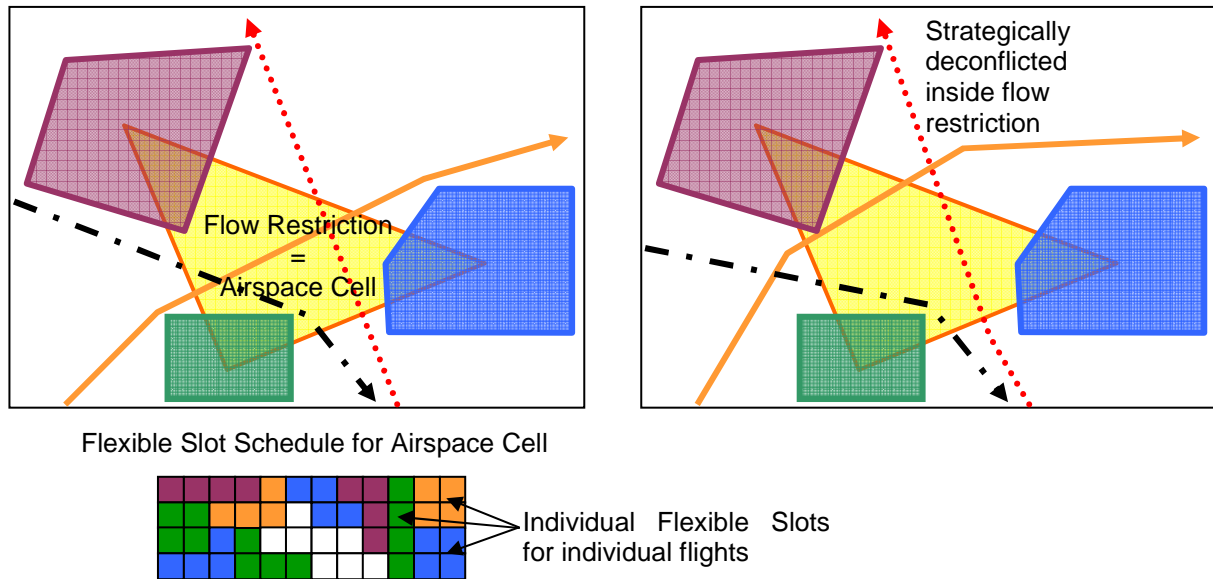 Flow Restriction
=
Airspace Cell
Strategically
deconflicted
inside flow
restriction
Flexible Slot Schedule for Airspace Cell
Individual Flexible Slots
for individual flights